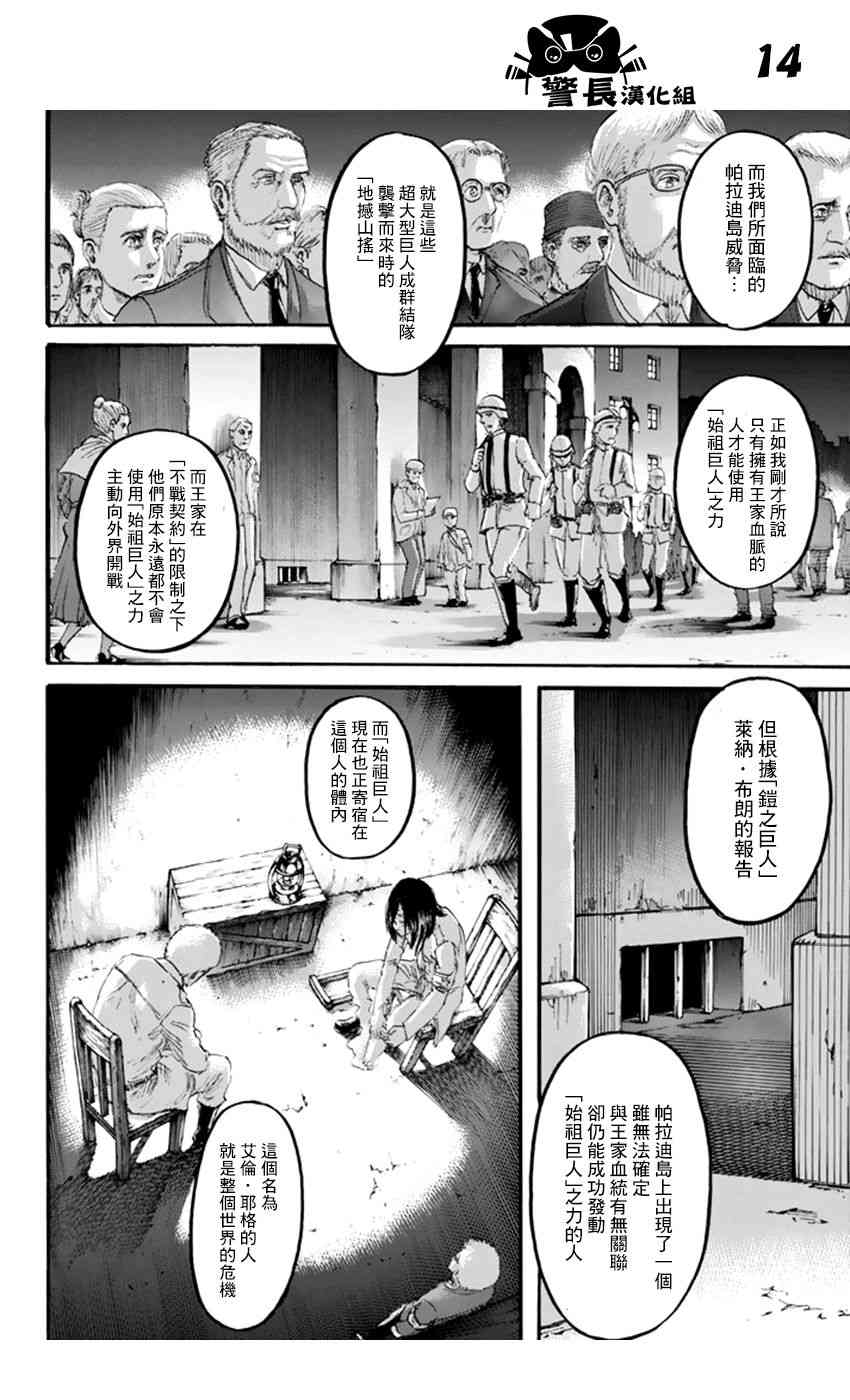 警長漢化組
14
而我們所面臨的
帕拉迪島威脅…
就是這些
超大型巨人成群結隊
襲擊而來時的
「地撼山搖」
正如我剛才所說
只有擁有王家血脈的
人才能使用
「始祖巨人」之力
而王家在
「不戰契約」的限制之下
他們原本永遠都不會
使用「始祖巨人」之力
主動向外界開戰
但根據「鎧之巨人」
萊納·布朗的報告
帕拉迪島上出現了一個
雖無法確定
與王家血統有無關聯
卻仍能成功發動
「始祖巨人」之力的人
而「始祖巨人」
現在也正寄宿在
這個人的體內
這個名為
艾倫·耶格的人
就是整個世界的危機